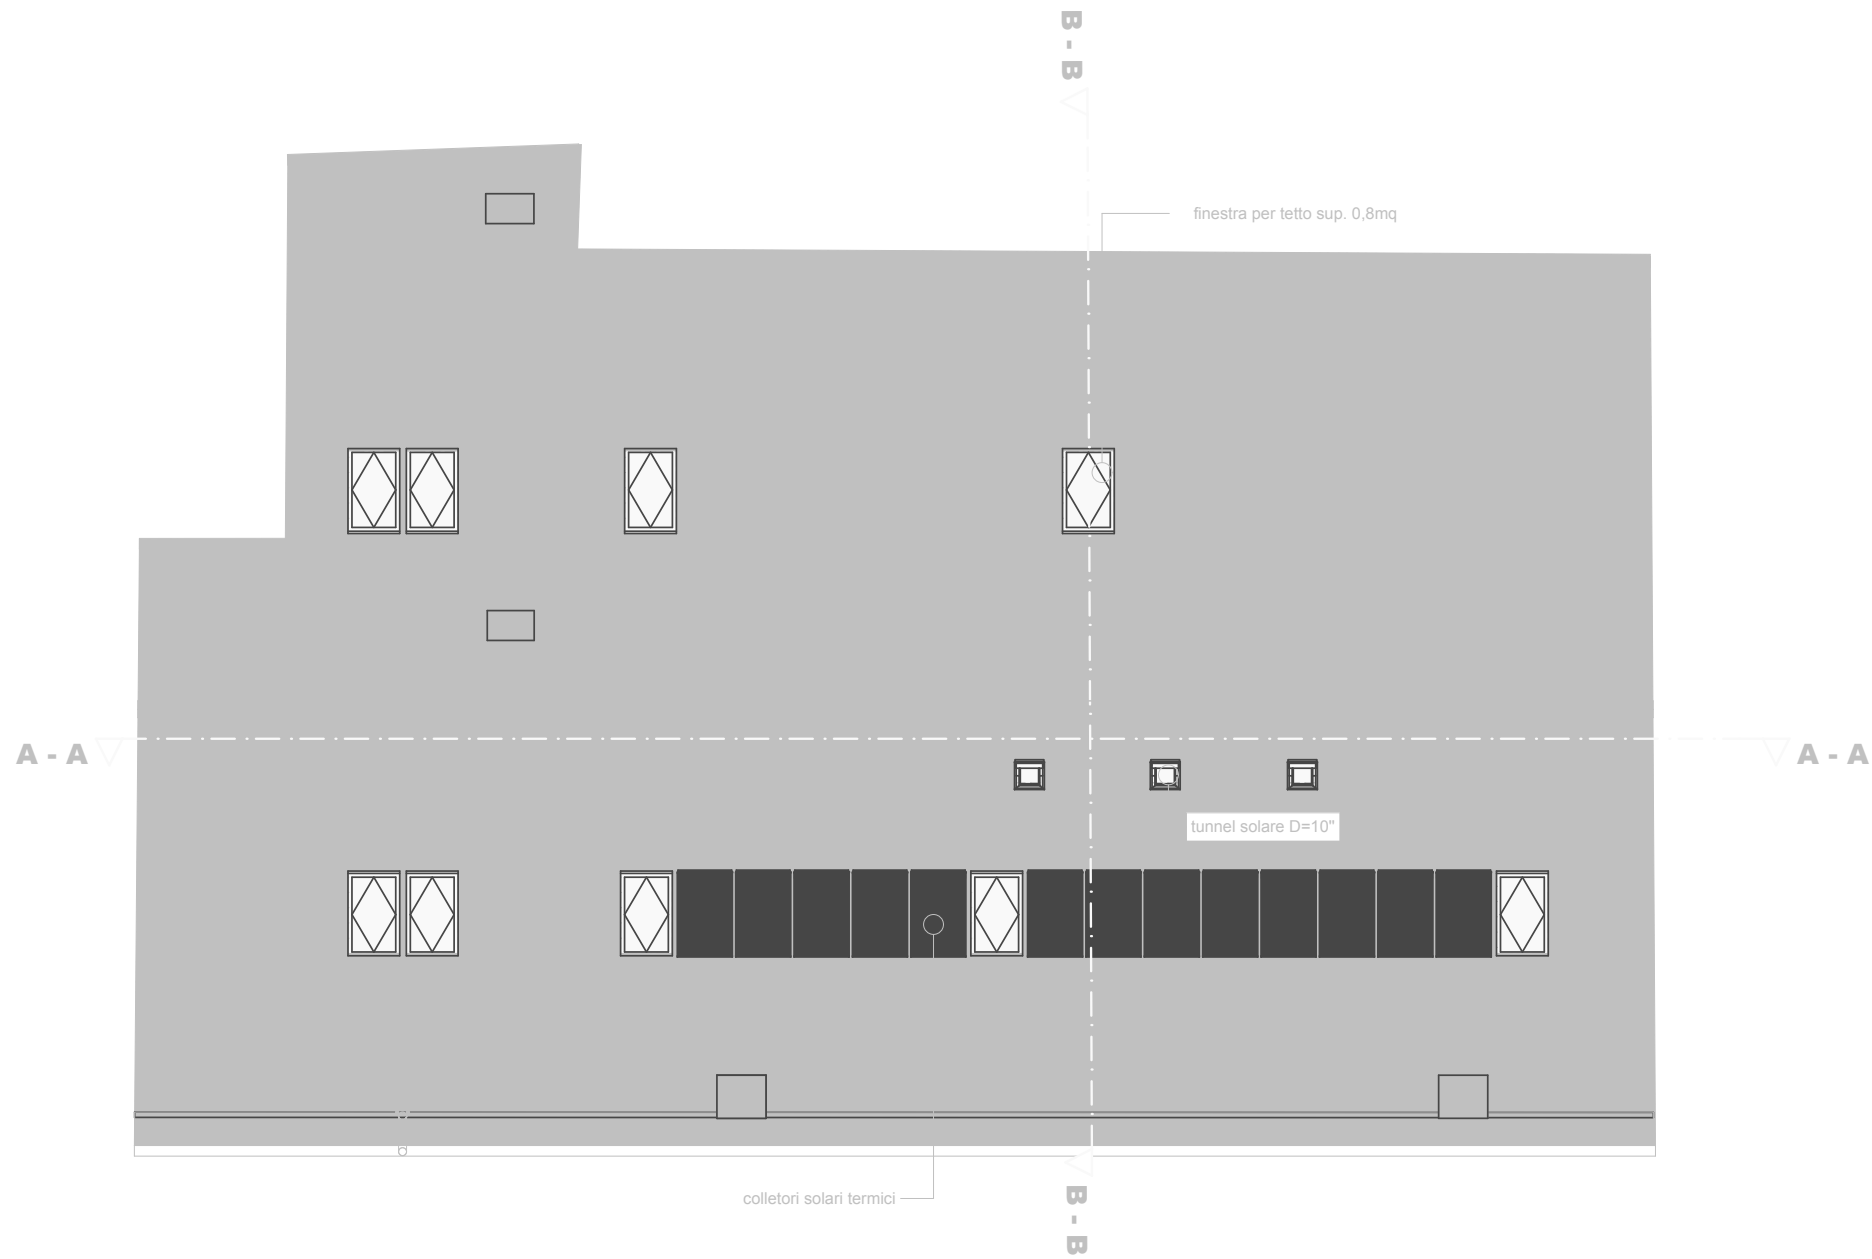 B - B
finestra per tetto sup. 0,8mq
A - A
A - A
tunnel solare D=10"
colletori solari termici
B - B